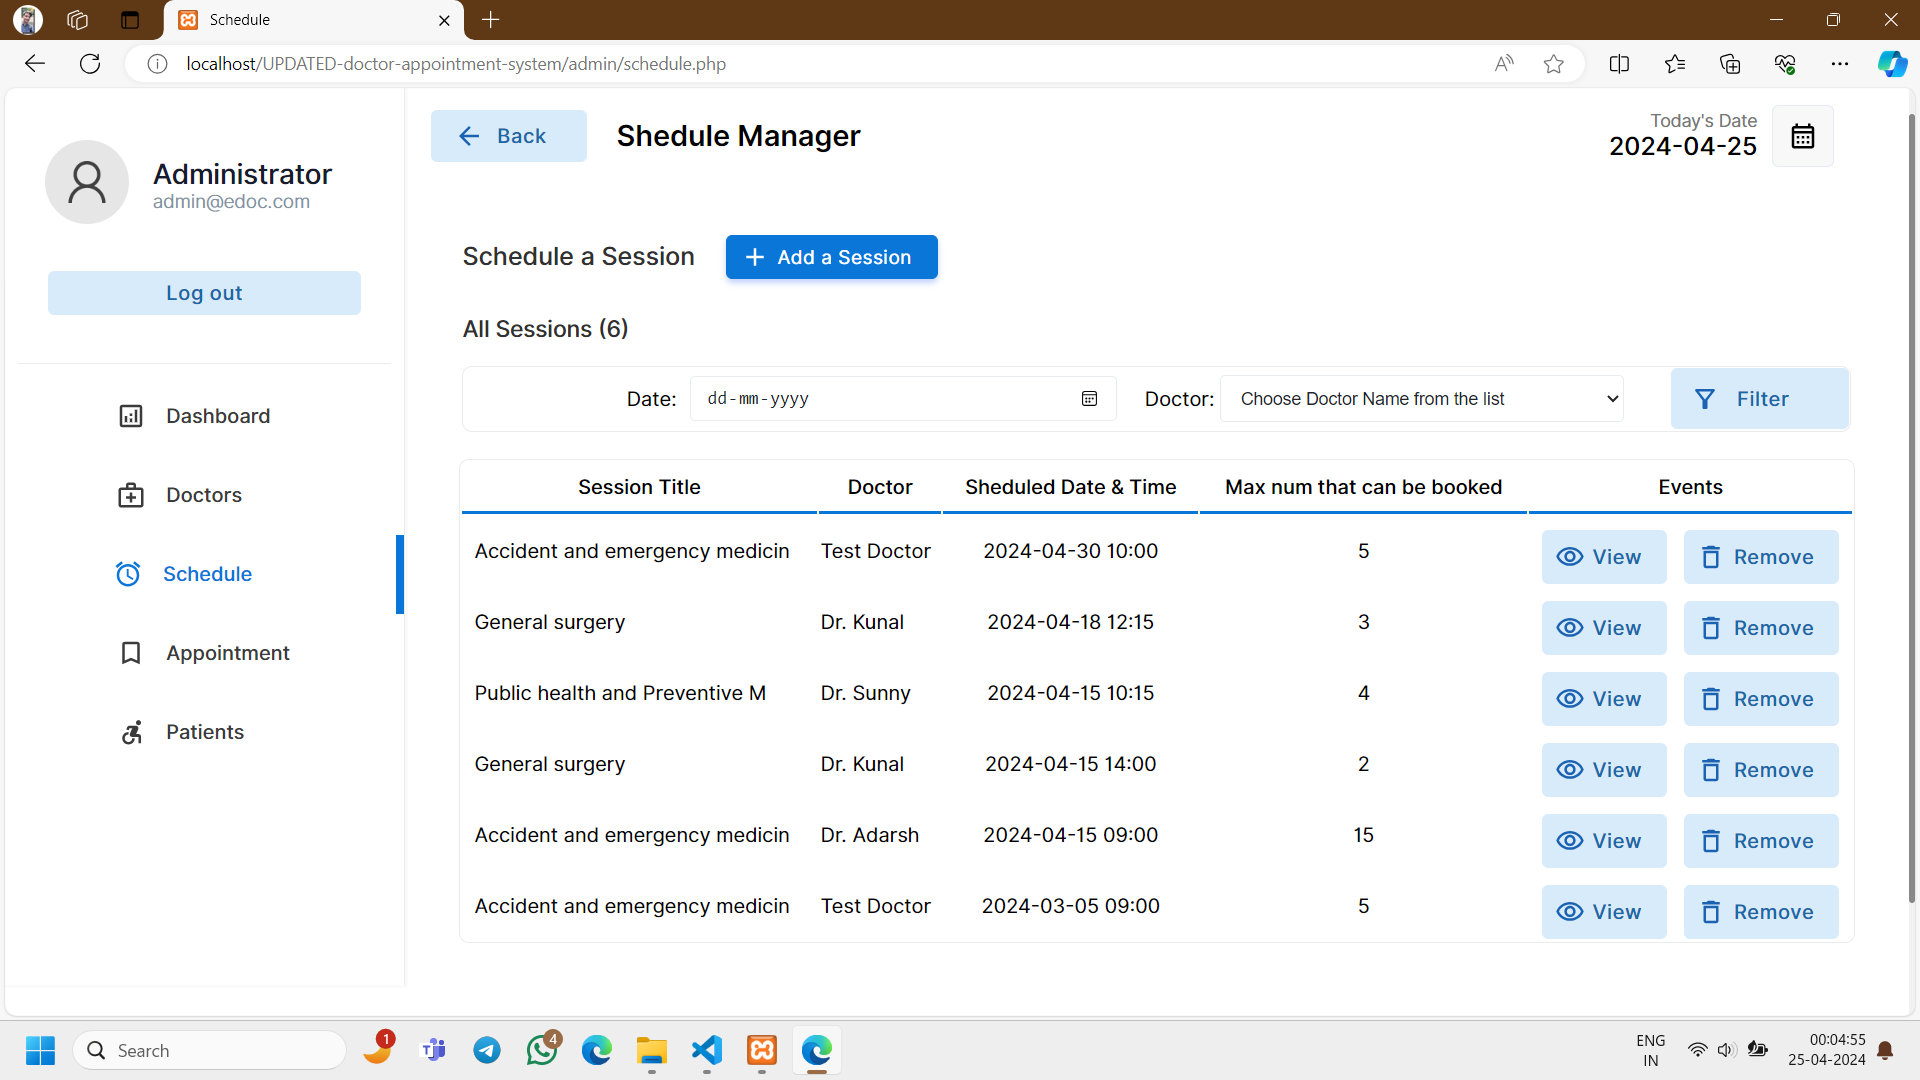 Schedule
localhost/UPDATED-doctor-appointment-system/admin/schedule.php
Administrator
admin@edoc.com
Log out
Dashboard
Doctors
Schedule
Appointment
Patients
Back
Shedule Manager
Today's Date
2024-04-25
Schedule a Session
Add a Session
All Sessions (6)
Date: dd-mm-yyyy Doctor: Choose Doctor Name from the list Filter
Session Title Doctor Sheduled Date & Time Max num that can be booked Events
Accident and emergency medicin Test Doctor 2024-04-30 10:00 5 View Remove
General surgery Dr. Kunal 2024-04-18 12:15 3 View Remove
Public health and Preventive M Dr. Sunny 2024-04-15 10:15 4 View Remove
General surgery Dr. Kunal 2024-04-15 14:00 2 View Remove
Accident and emergency medicin Dr. Adarsh 2024-04-15 09:00 15 View Remove
Accident and emergency medicin Test Doctor 2024-03-05 09:00 5 View Remove
Search
1
4
ENG
IN
00:04:55
25-04-2024